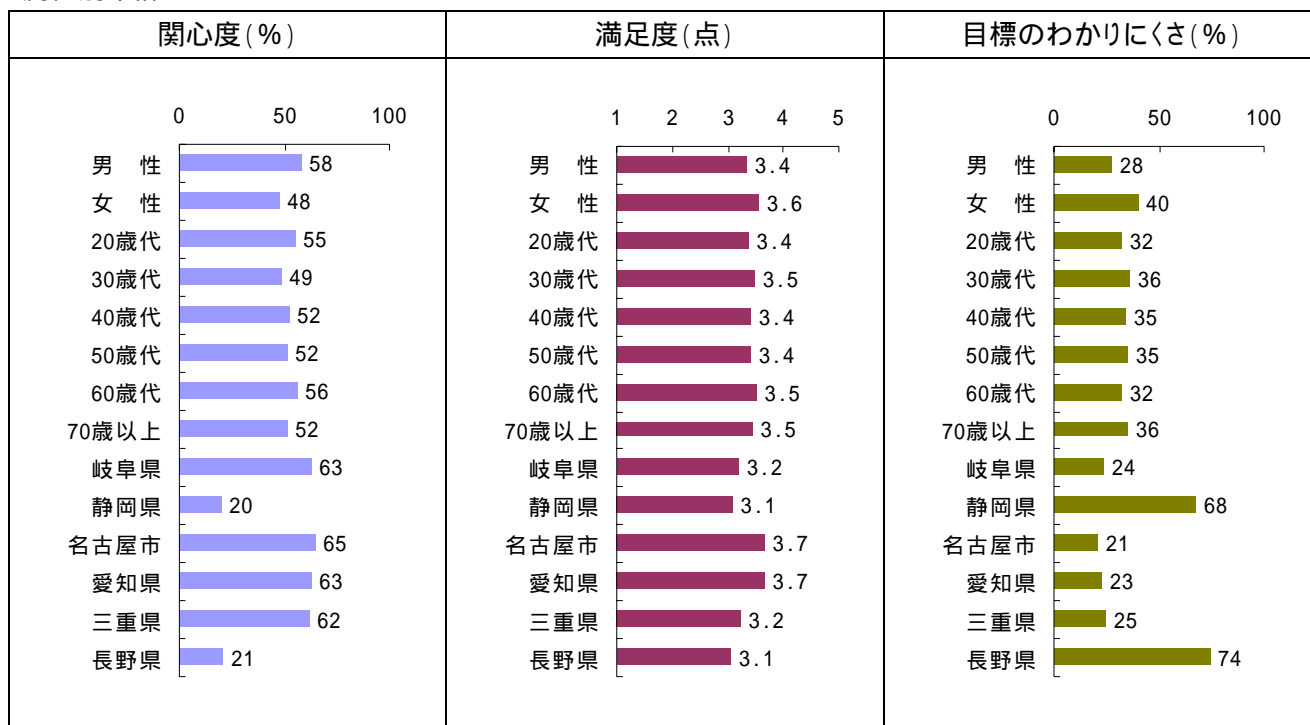 関心度(%)
満足度(点)
目標のわかりにくさ(%)
0 50 100
男 性 58
女 性 48
20歳代 55
30歳代 49
40歳代 52
50歳代 52
60歳代 56
70歳以上 52
岐阜県 63
静岡県 20
名古屋市 65
愛知県 63
三重県 62
長野県 21
1 2 3 4 5
男 性 3.4
女 性 3.6
20歳代 3.4
30歳代 3.5
40歳代 3.4
50歳代 3.4
60歳代 3.5
70歳以上 3.5
岐阜県 3.2
静岡県 3.1
名古屋市 3.7
愛知県 3.7
三重県 3.2
長野県 3.1
0 50 100
男 性 28
女 性 40
20歳代 32
30歳代 36
40歳代 35
50歳代 35
60歳代 32
70歳以上 36
岐阜県 24
静岡県 68
名古屋市 21
愛知県 23
三重県 25
長野県 74